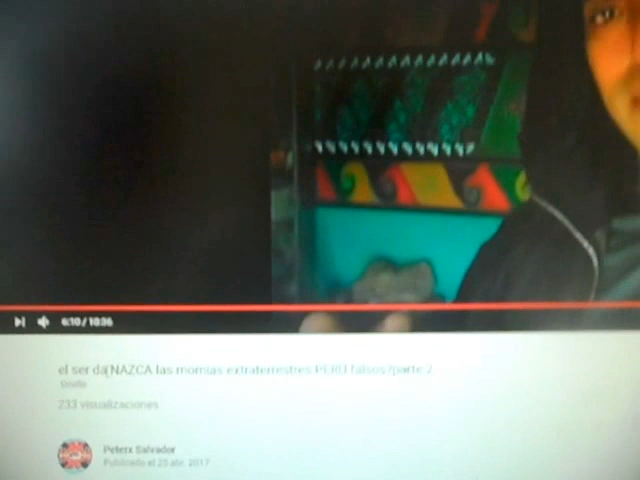 6:10 / 10:36
el ser da(NAZCA las momias extraterrestres PERU falsos/parte 2
233 visualizaciones
Peterx Salvador
Publicado el 25 abr. 2017